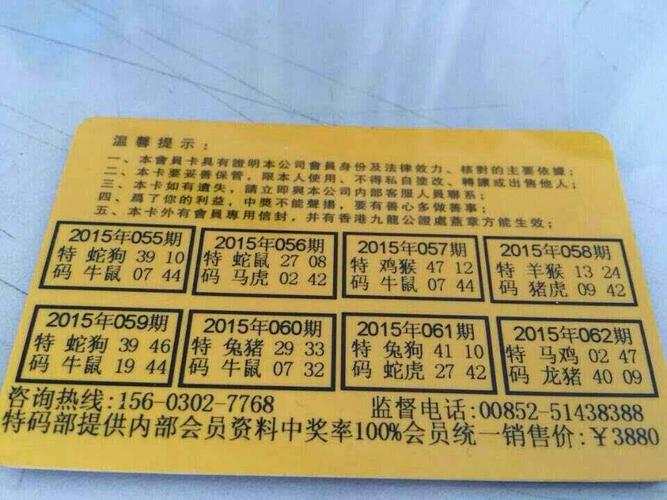 溫馨提示：
一、本會員卡具有證明本公司會員身份及法律效力、核對的主要依據；
二、本卡要妥善保管，限本人使用、不得私自塗改、轉讓或出售他人；
三、本卡如有遺失，請立即與本公司内部客服人員聯系；
四、爲了你的利益，中獎不能聲揚，要有善心多做善事；
五、本卡外有會員專用信封，并有香港九龍公證處蓋章方能生效；
2015年055期 2015年056期 2015年057期 2015年058期
特 蛇狗 39 10 特 蛇鼠 27 08 特 鸡猴 47 12 特 羊猴 13 24
码 牛鼠 07 44 码 马虎 02 42 码 牛鼠 07 44 码 猪虎 09 42
2015年059期 2015年060期 2015年061期 2015年062期
特 蛇狗 39 46 特 兔猪 29 33 特 兔狗 41 10 特 马鸡 02 47
码 牛鼠 19 44 码 牛鼠 07 32 码 蛇虎 27 42 码 龙猪 40 09
咨询热线:156-0302-7768 监督电话:00852-51438388
特码部提供内部会员资料中奖率100%会员统一销售价:￥3880